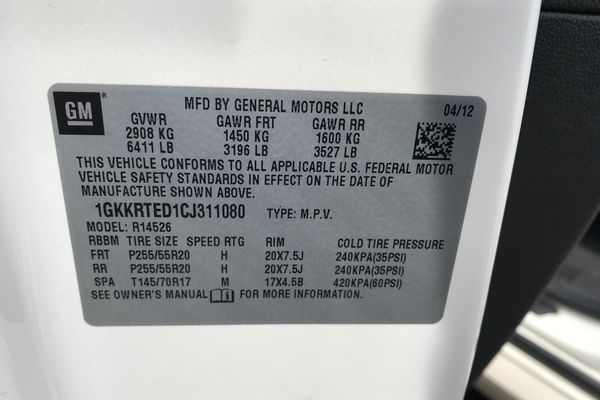 GM
MFD BY GENERAL MOTORS LLC 04/12
GVWR GAWR FRT GAWR RR
2908 KG 1450 KG 1600 KG
6411 LB 3196 LB 3527 LB
THIS VEHICLE CONFORMS TO ALL APPLICABLE U.S. FEDERAL MOTOR
VEHICLE SAFETY STANDARDS IN EFFECT ON THE DATE OF
MANUFACTURE SHOWN ABOVE.
1GKKRTED1CJ311080 TYPE: M.P.V.
MODEL: R14526
RBBM TIRE SIZE SPEED RTG RIM COLD TIRE PRESSURE
FRT P255/55R20 H 20X7.5J 240KPA(35PSI)
RR P255/55R20 H 20X7.5J 240KPA(35PSI)
SPA T145/70R17 M 17X4.5B 420KPA(60PSI)
SEE OWNER'S MANUAL FOR MORE INFORMATION.